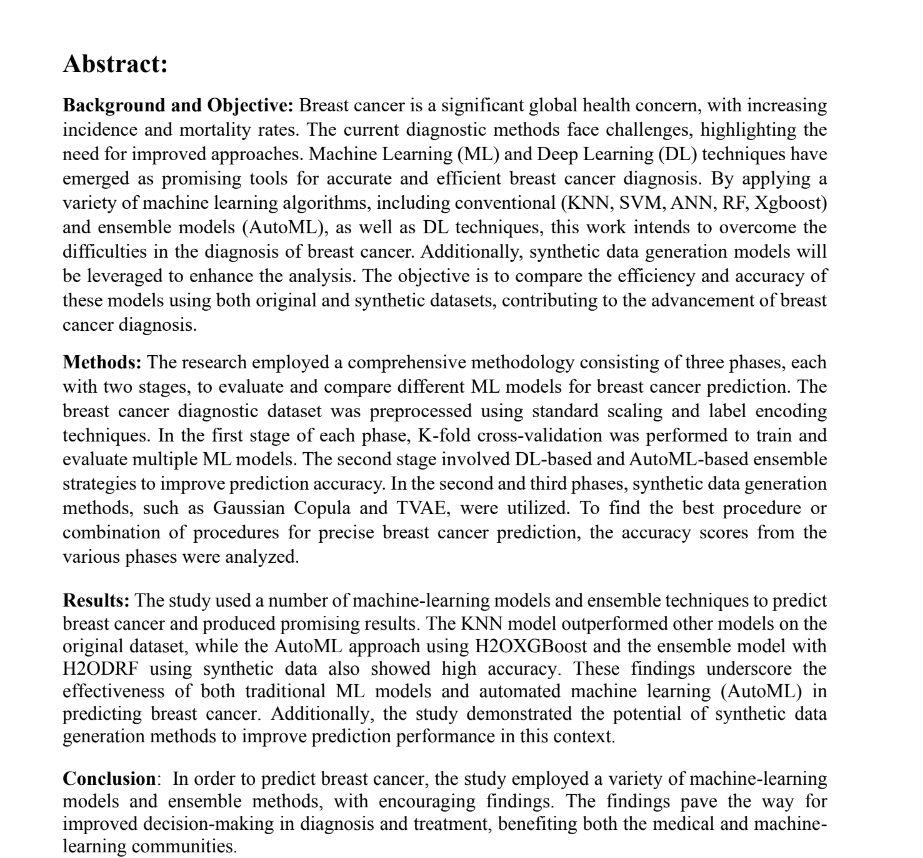 Abstract:
Background and Objective: Breast cancer is a significant global health concern, with increasing
incidence and mortality rates. The current diagnostic methods face challenges, highlighting the
need for improved approaches. Machine Learning (ML) and Deep Learning (DL) techniques have
emerged as promising tools for accurate and efficient breast cancer diagnosis. By applying a
variety of machine learning algorithms, including conventional (KNN, SVM, ANN, RF, Xgboost)
and ensemble models (AutoML), as well as DL techniques, this work intends to overcome the
difficulties in the diagnosis of breast cancer. Additionally, synthetic data generation models will
be leveraged to enhance the analysis. The objective is to compare the efficiency and accuracy of
these models using both original and synthetic datasets, contributing to the advancement of breast
cancer diagnosis.
Methods: The research employed a comprehensive methodology consisting of three phases, each
with two stages, to evaluate and compare different ML models for breast cancer prediction. The
breast cancer diagnostic dataset was preprocessed using standard scaling and label encoding
techniques. In the first stage of each phase, K-fold cross-validation was performed to train and
evaluate multiple ML models. The second stage involved DL-based and AutoML-based ensemble
strategies to improve prediction accuracy. In the second and third phases, synthetic data generation
methods, such as Gaussian Copula and TVAE, were utilized. To find the best procedure or
combination of procedures for precise breast cancer prediction, the accuracy scores from the
various phases were analyzed.
Results: The study used a number of machine-learning models and ensemble techniques to predict
breast cancer and produced promising results. The KNN model outperformed other models on the
original dataset, while the AutoML approach using H2OXGBoost and the ensemble model with
H2ODRF using synthetic data also showed high accuracy. These findings underscore the
effectiveness of both traditional ML models and automated machine learning (AutoML) in
predicting breast cancer. Additionally, the study demonstrated the potential of synthetic data
generation methods to improve prediction performance in this context.
Conclusion: In order to predict breast cancer, the study employed a variety of machine-learning
models and ensemble methods, with encouraging findings. The findings pave the way for
improved decision-making in diagnosis and treatment, benefiting both the medical and machine-
learning communities.